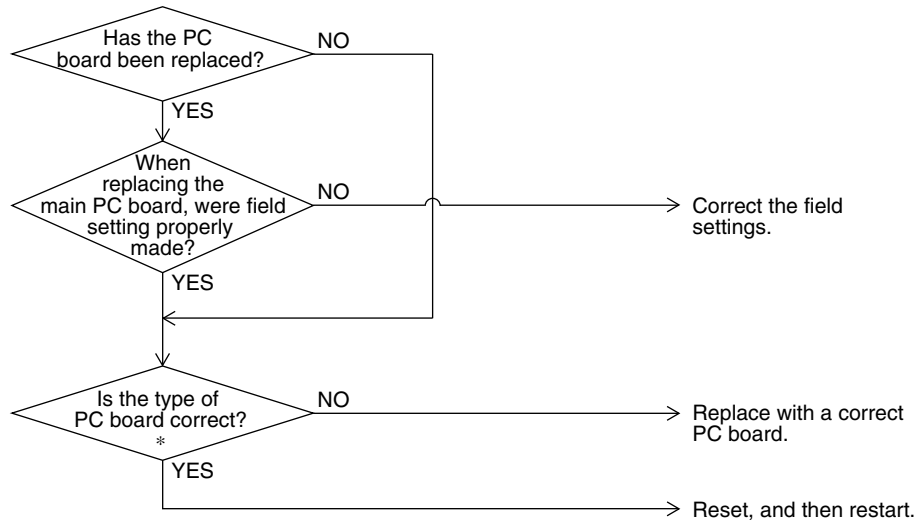 Has the PC
board been replaced?
NO
YES
When
replacing the
main PC board, were field
setting properly
made?
NO
Correct the field
settings.
YES
Is the type of
PC board correct?
*
NO
Replace with a correct
PC board.
YES
Reset, and then restart.